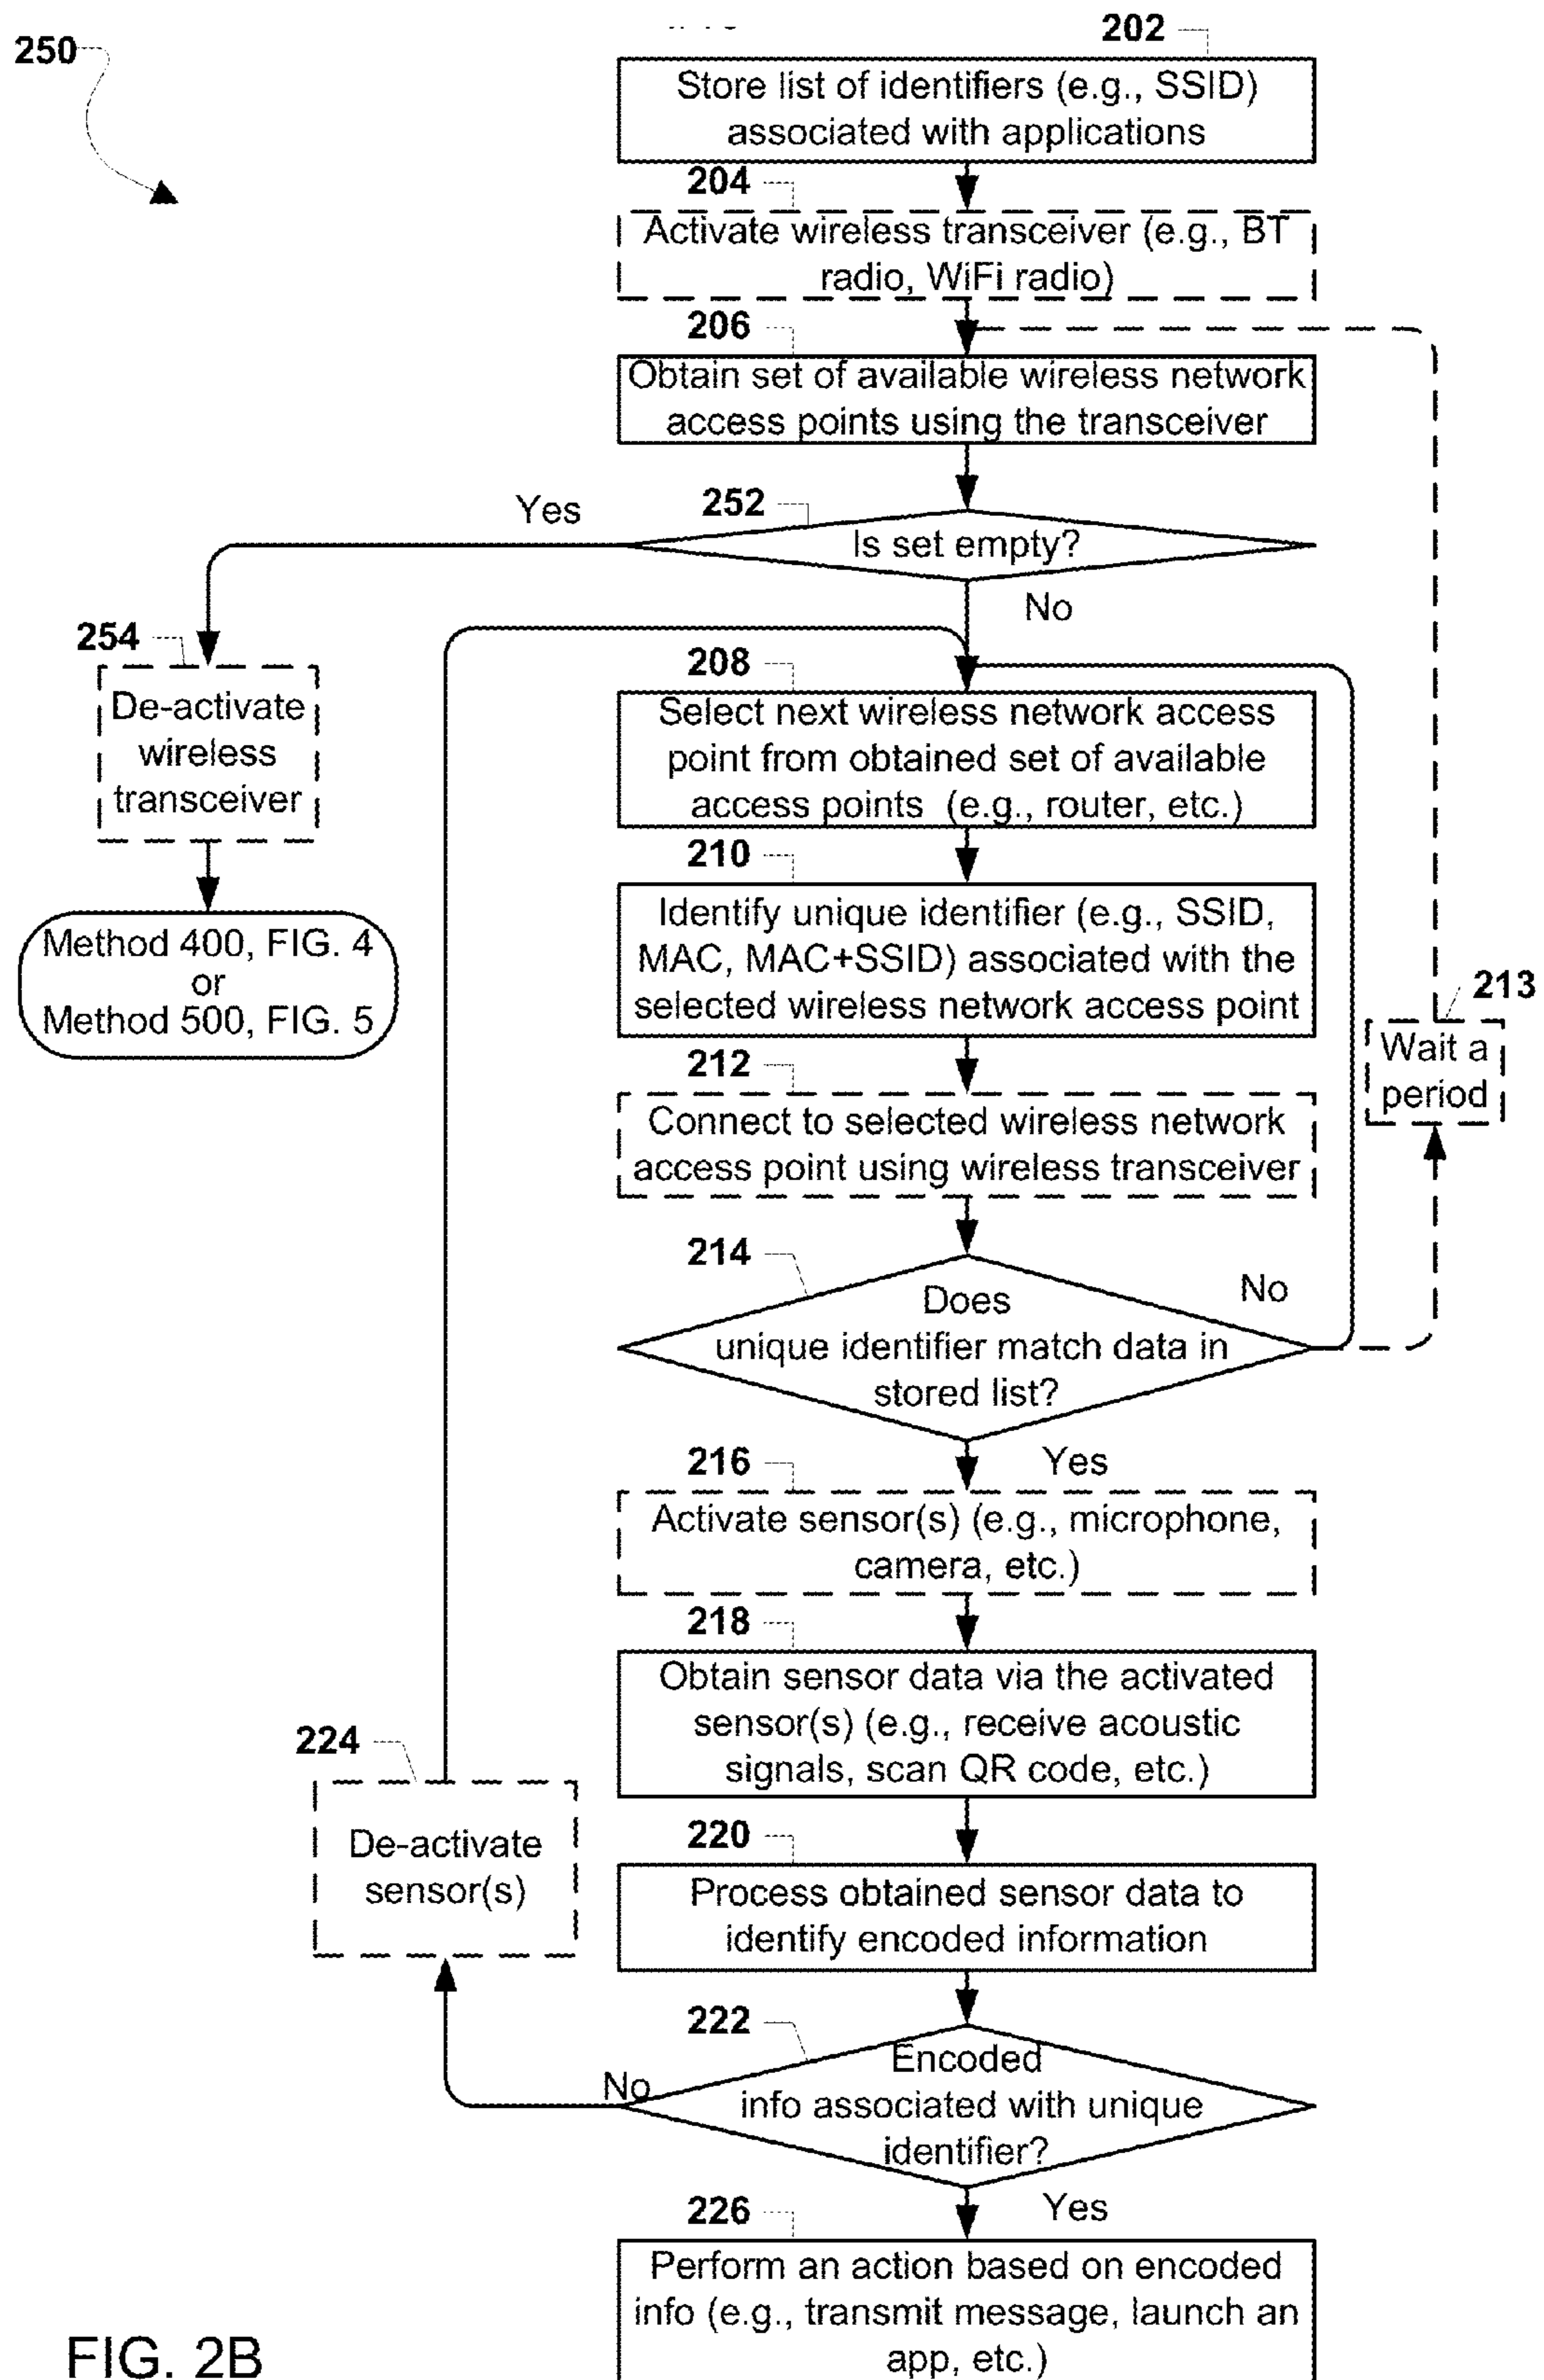 250
202
Store list of identifiers (e.g., SSID)
associated with applications
204
Activate wireless transceiver (e.g., BT
radio, WiFi radio)
206
Obtain set of available wireless network
access points using the transceiver
252
Yes
Is set empty?
No
254
De-activate
wireless
transceiver
Method 400, FIG. 4
or
Method 500, FIG. 5
208
Select next wireless network access
point from obtained set of available
access points (e.g., router, etc.)
210
Identify unique identifier (e.g., SSID,
MAC, MAC+SSID) associated with the
selected wireless network access point
213
Wait a
period
212
Connect to selected wireless network
access point using wireless transceiver
214
No
Does
unique identifier match data in
stored list?
Yes
216
Activate sensor(s) (e.g., microphone,
camera, etc.)
218
Obtain sensor data via the activated
sensor(s) (e.g., receive acoustic
signals, scan QR code, etc.)
224
De-activate
sensor(s)
220
Process obtained sensor data to
identify encoded information
222
No
Encoded
info associated with unique
identifier?
Yes
226
Perform an action based on encoded
info (e.g., transmit message, launch an
app, etc.)
FIG. 2B